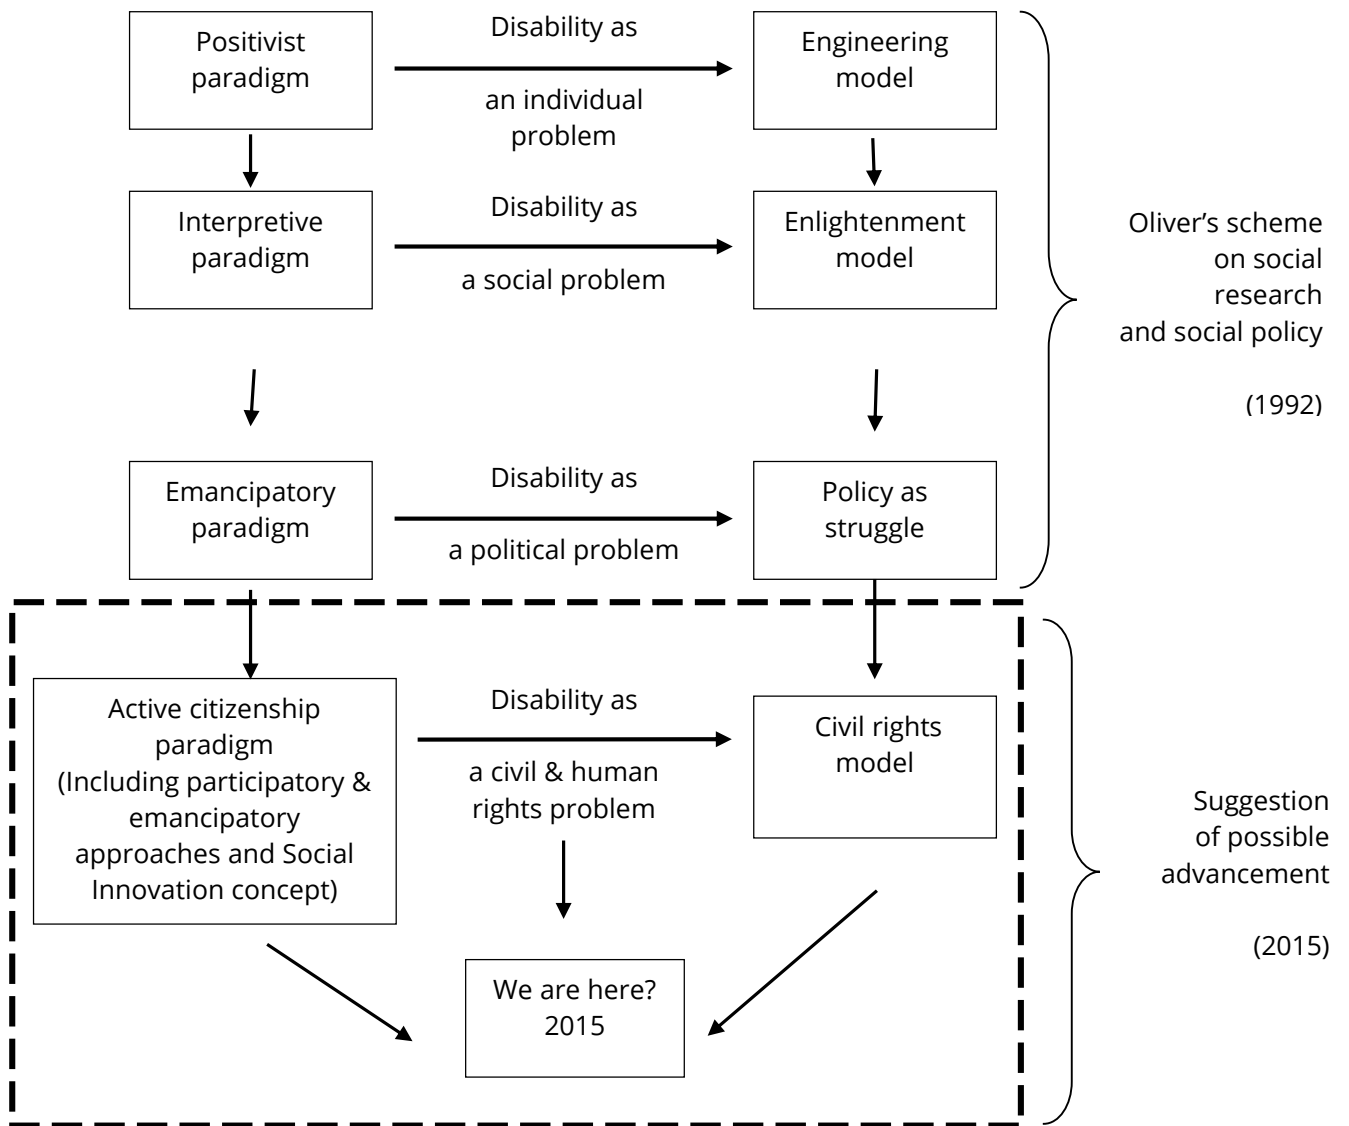 Positivist
paradigm
Disability as
an individual
problem
Engineering
model
Interpretive
paradigm
Disability as
a social problem
Enlightenment
model
Oliver’s scheme
on social
research
and social policy
(1992)
Emancipatory
paradigm
Disability as
a political problem
Policy as
struggle
Active citizenship
paradigm
(Including participatory &
emancipatory
approaches and Social
Innovation concept)
Disability as
a civil & human
rights problem
Civil rights
model
Suggestion
of possible
advancement
(2015)
We are here?
2015